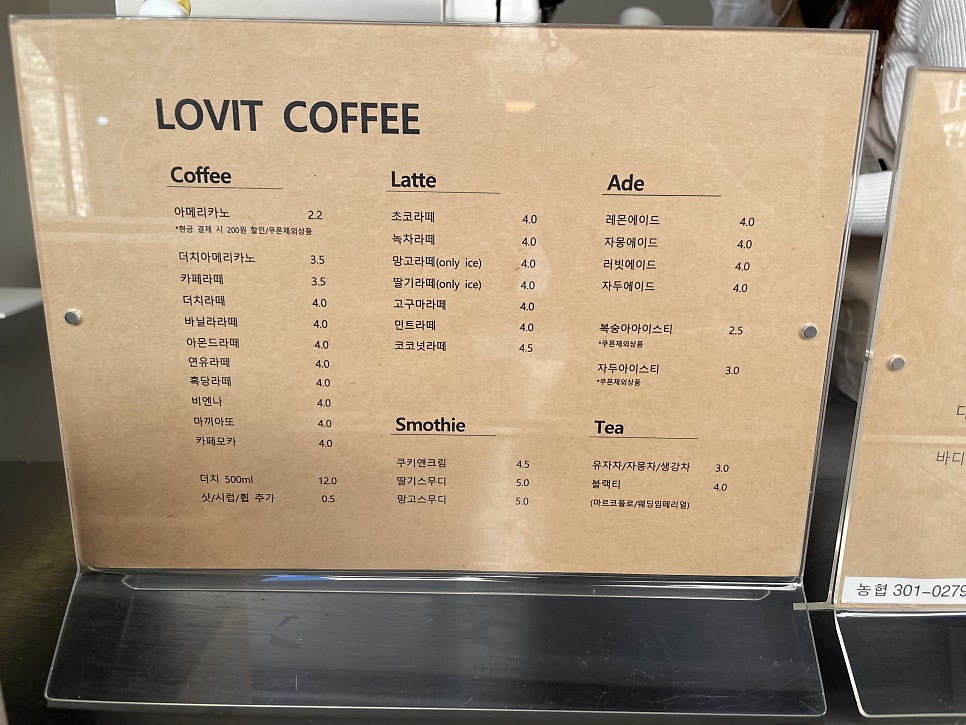 LOVIT COFFEE
Coffee
아메리카노 2.2
*현금 결제 시 200원 할인/쿠폰제외상품
더치아메리카노 3.5
카페라떼 3.5
더치라떼 4.0
바닐라라떼 4.0
아몬드라떼 4.0
연유라떼 4.0
흑당라떼 4.0
비엔나 4.0
마끼아또 4.0
카페모카 4.0
더치 500ml 12.0
샷/시럽/휩 추가 0.5
Latte
초코라떼 4.0
녹차라떼 4.0
망고라떼(only ice) 4.0
딸기라떼(only ice) 4.0
고구마라떼 4.0
민트라떼 4.0
코코넛라떼 4.5
Smothie
쿠키앤크림 4.5
딸기스무디 5.0
망고스무디 5.0
Ade
레몬에이드 4.0
자몽에이드 4.0
러빗에이드 4.0
자두에이드 4.0
복숭아아이스티 2.5
*쿠폰제외상품
자두아이스티 3.0
*쿠폰제외상품
Tea
유자차/자몽차/생강차 3.0
블랙티 4.0
(마르코폴로/웨딩임페리얼)
바디
농협 301-0279